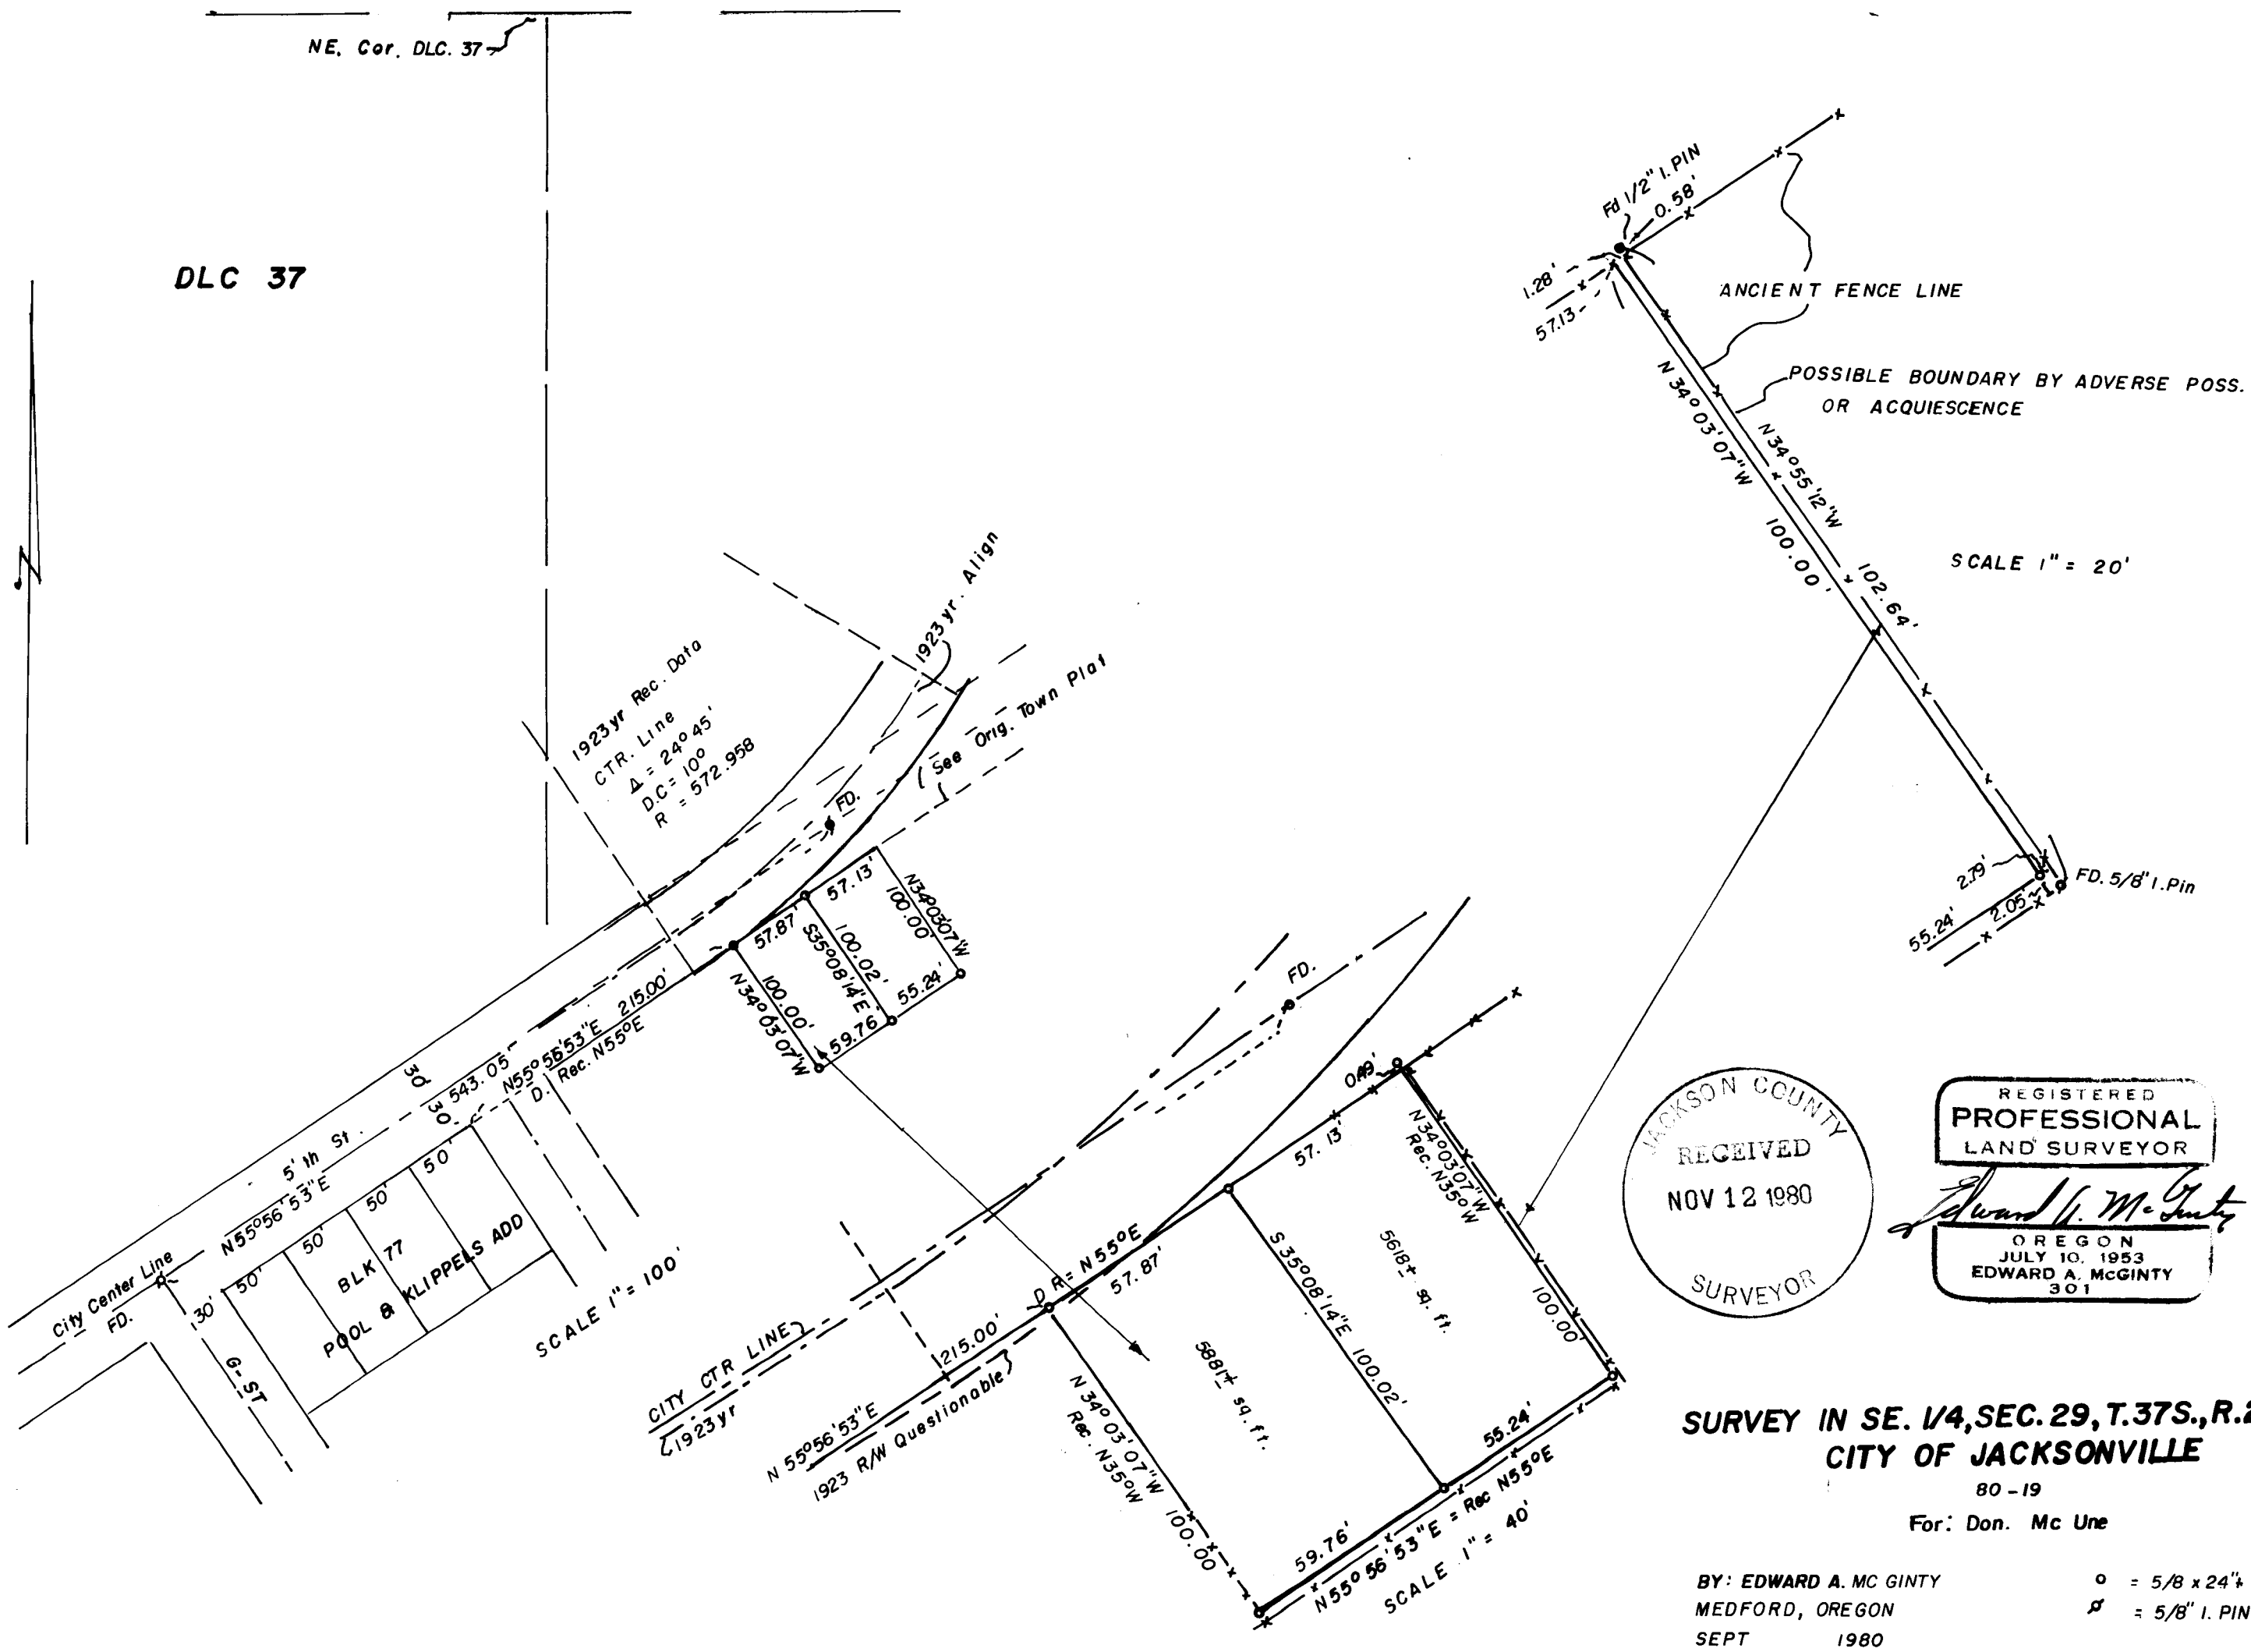 NE. Cor. DLC. 37
DLC 37
Fd 1/2" I. PIN
0.58'
1.28'
57.13
ANCIENT FENCE LINE
POSSIBLE BOUNDARY BY ADVERSE POSS.
OR ACQUIESCENCE
N 34° 03' 07" W
100.00'
N 34° 55' 12" W
102.64'
SCALE 1" = 20'
2.79'
FD. 5/8" I. Pin
55.24'
2.05'
1923 yr Rec. Data
CTR. Line
Δ = 24° 45'
D.C = 10°
R = 572.958
1923 yr. Align
See Orig. Town Plat
FD.
57.13'
57.87'
N34°03'07"W
100.00'
100.02'
S35°08'14"E
100.00'
N34°03'07"W
55.24'
59.76'
30'
30'
543.05'
N55°56'53"E 215.00'
D. Rec. N55°E
5'th St.
N55°56'53"E
City Center Line
FD.
30'
50'
50'
50'
50'
BLK 77
POOL & KLIPPELS ADD
G-ST
SCALE 1" = 100'
CITY CTR LINE
1923 yr
FD.
0.49'
57.13'
D R = N 55° E
57.87'
215.00'
N 55°56'53"E
1923 R/W Questionable
N 34° 03' 07" W 100.00
Rec. N35°W
5881± sq. ft.
S 35°08'14"E 100.02'
5618± sq. ft.
N 34°03'07"W
Rec. N35°W
100.00'
55.24'
59.76'
N55° 56' 53"E = Rec N55°E
SCALE 1" = 40'
JACKSON COUNTY
RECEIVED
NOV 12 1980
SURVEYOR
REGISTERED
PROFESSIONAL
LAND SURVEYOR
Edward A. McGinty
OREGON
JULY 10, 1953
EDWARD A. McGINTY
301
SURVEY IN SE. 1/4, SEC. 29, T.37S., R.2
CITY OF JACKSONVILLE
80-19
For: Don. Mc Une
BY: EDWARD A. MC GINTY
MEDFORD, OREGON
SEPT 1980
o = 5/8 x 24"±
= 5/8" I. PIN